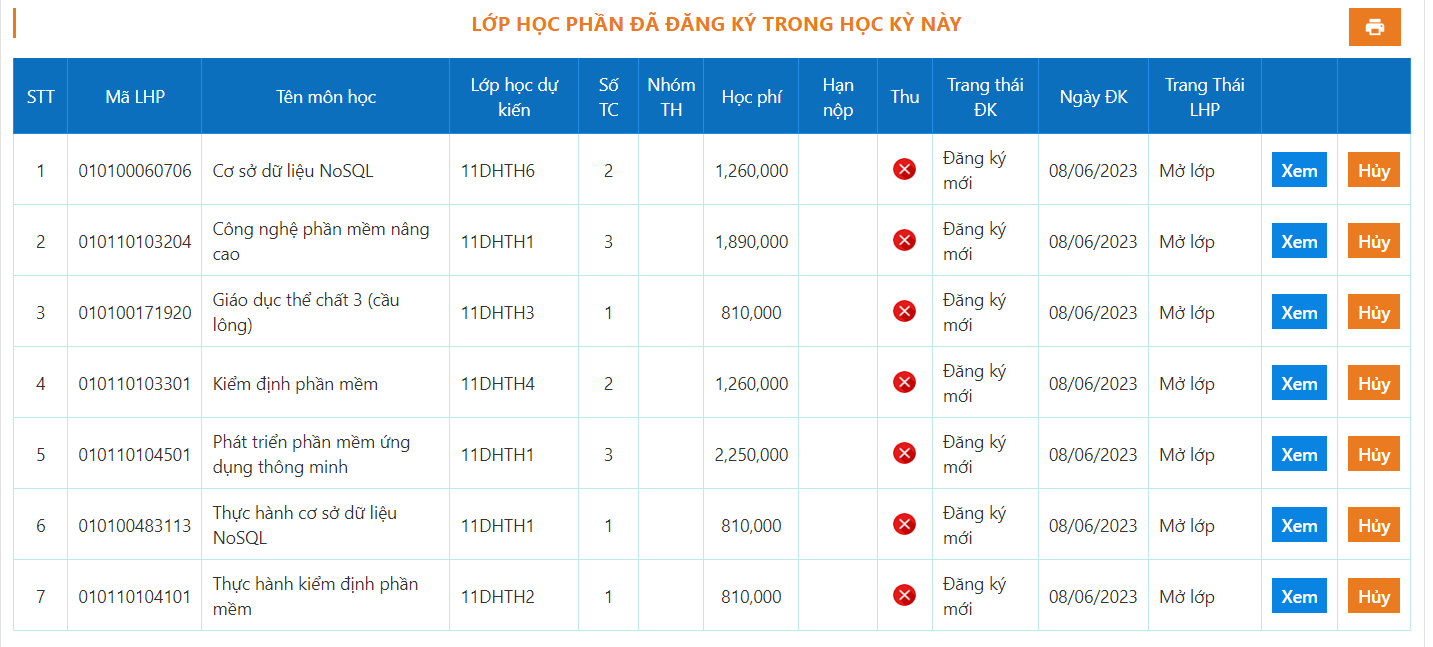 LỚP HỌC PHẦN ĐÃ ĐĂNG KÝ TRONG HỌC KỲ NÀY
STT Mã LHP Tên môn học Lớp học dự kiến Số TC Nhóm TH Học phí Hạn nộp Thu Trang thái ĐK Ngày ĐK Trang Thái LHP
1 010100060706 Cơ sở dữ liệu NoSQL 11DHTH6 2 1,260,000 Đăng ký mới 08/06/2023 Mở lớp Xem Hủy
2 010110103204 Công nghệ phần mềm nâng cao 11DHTH1 3 1,890,000 Đăng ký mới 08/06/2023 Mở lớp Xem Hủy
3 010100171920 Giáo dục thể chất 3 (cầu lông) 11DHTH3 1 810,000 Đăng ký mới 08/06/2023 Mở lớp Xem Hủy
4 010110103301 Kiểm định phần mềm 11DHTH4 2 1,260,000 Đăng ký mới 08/06/2023 Mở lớp Xem Hủy
5 010110104501 Phát triển phần mềm ứng dụng thông minh 11DHTH1 3 2,250,000 Đăng ký mới 08/06/2023 Mở lớp Xem Hủy
6 010100483113 Thực hành cơ sở dữ liệu NoSQL 11DHTH1 1 810,000 Đăng ký mới 08/06/2023 Mở lớp Xem Hủy
7 010110104101 Thực hành kiểm định phần mềm 11DHTH2 1 810,000 Đăng ký mới 08/06/2023 Mở lớp Xem Hủy